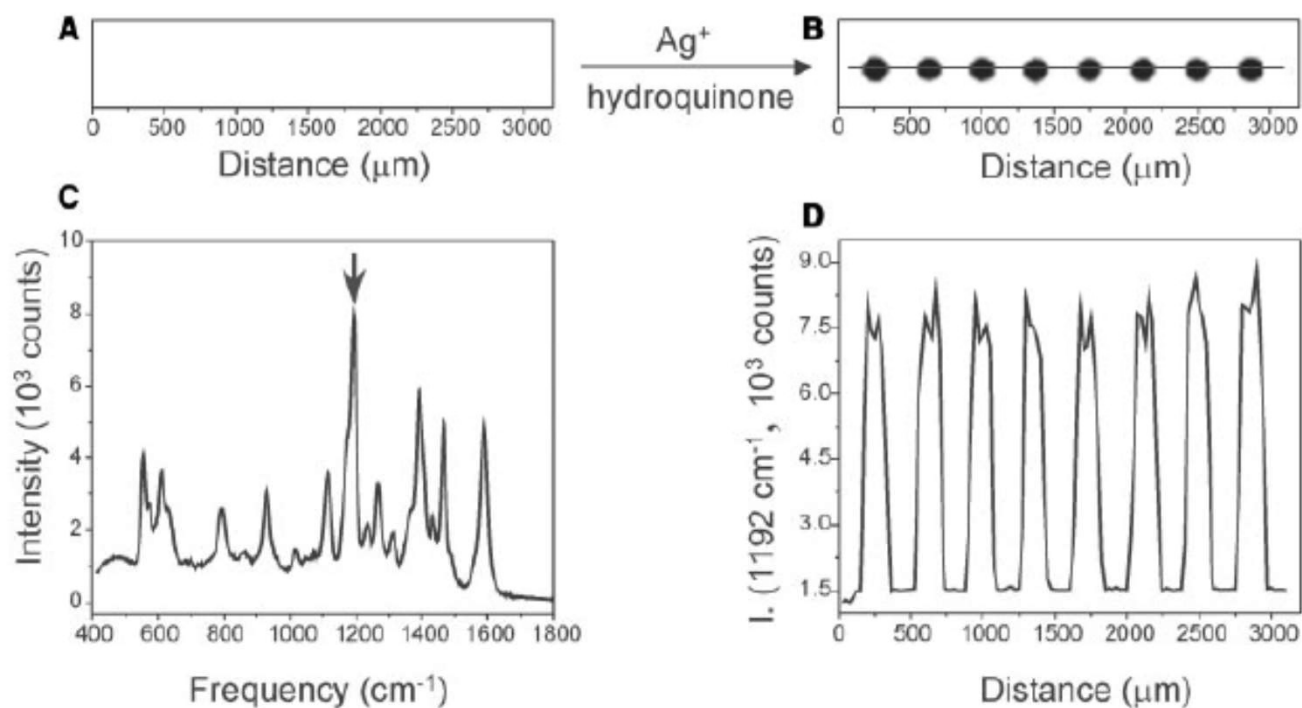 A
0 500 1000 1500 2000 2500 3000
Distance (μm)
Ag⁺
hydroquinone
B
0 500 1000 1500 2000 2500 3000
Distance (μm)
C
10
8
6
4
2
0
Intensity (10³ counts)
400 600 800 1000 1200 1400 1600 1800
Frequency (cm⁻¹)
D
9.0
7.5
6.0
4.5
3.0
1.5
I. (1192 cm⁻¹, 10³ counts)
0 500 1000 1500 2000 2500 3000
Distance (μm)